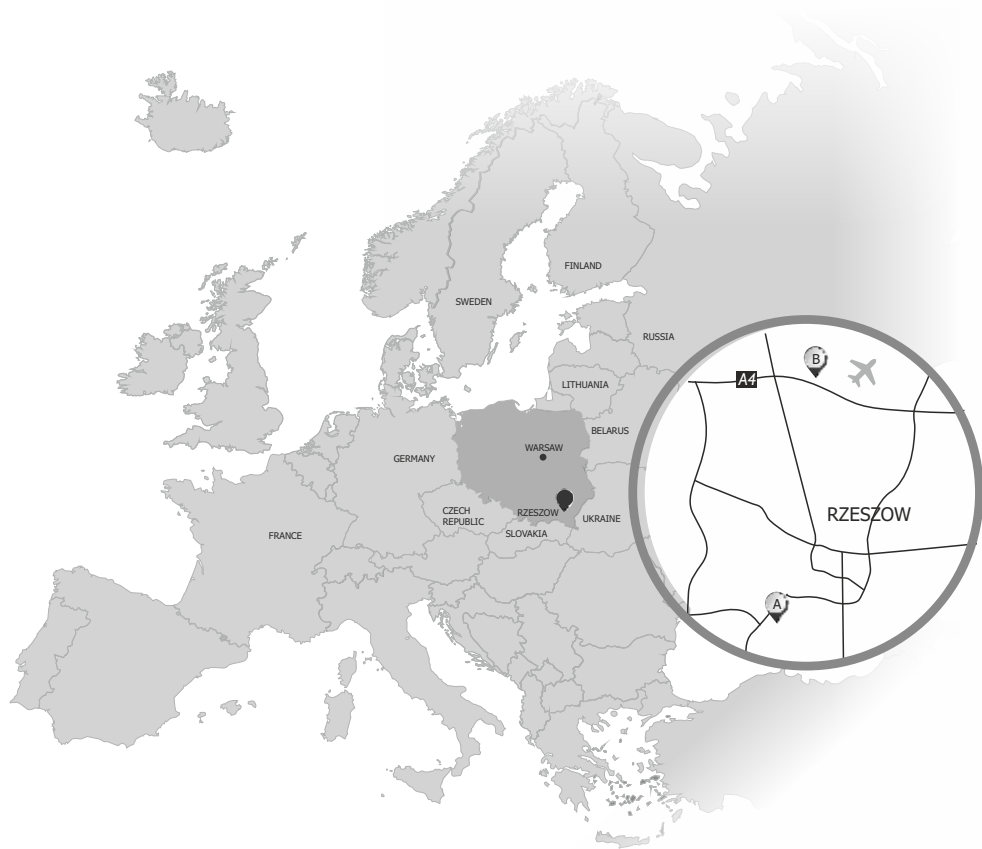 FINLAND
SWEDEN
RUSSIA
B
A4
LITHUANIA
BELARUS
WARSAW
GERMANY
CZECH
REPUBLIC
RZESZOW
UKRAINE
RZESZOW
SLOVAKIA
FRANCE
A